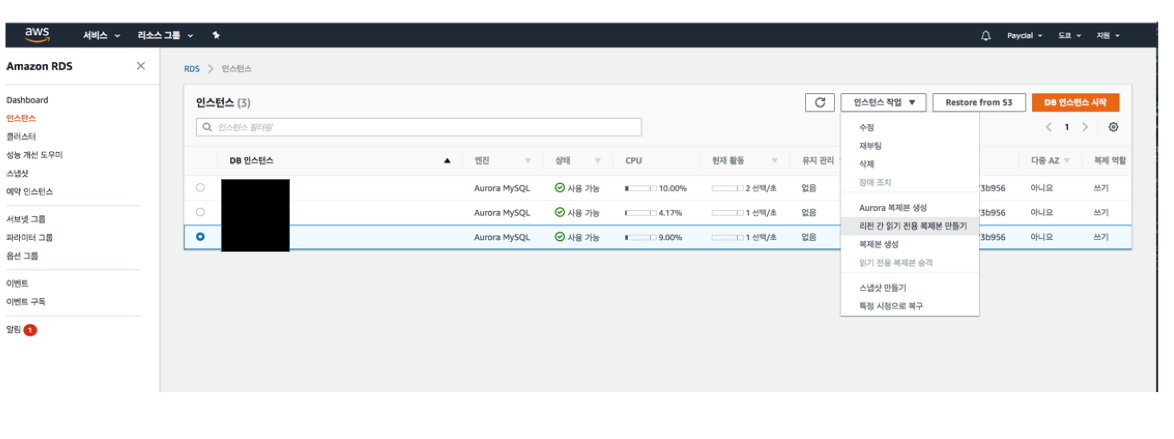 aws 서비스 리소스 그룹 Paycial 도쿄 지원
Amazon RDS
Dashboard
인스턴스
클러스터
성능 개선 도우미
스냅샷
예약 인스턴스
서브넷 그룹
파라미터 그룹
옵션 그룹
이벤트
이벤트 구독
알림 1
RDS > 인스턴스
인스턴스 (3) 인스턴스 작업 Restore from S3 DB 인스턴스 시작
인스턴스 필터링 1
DB 인스턴스 엔진 상태 CPU 현재 활동 유지 관리 다중 AZ 복제 역할
Aurora MySQL 사용 가능 10.00% 2 선택/초 없음 3b956 아니요 쓰기
Aurora MySQL 사용 가능 4.17% 1 선택/초 없음 3b956 아니요 쓰기
Aurora MySQL 사용 가능 9.00% 1 선택/초 없음 3b956 아니요 쓰기
수정
재부팅
삭제
장애 조치
Aurora 복제본 생성
리전 간 읽기 전용 복제본 만들기
복제본 생성
읽기 전용 복제본 승격
스냅샷 만들기
특정 시점으로 복구